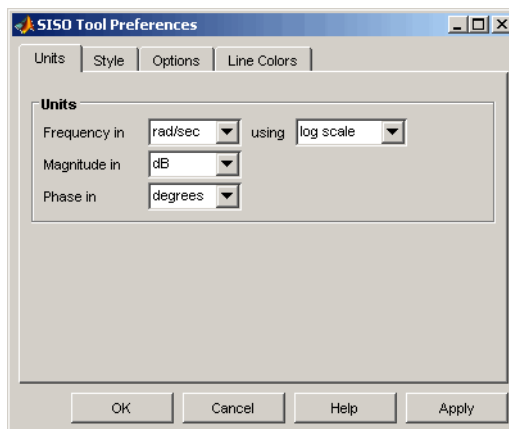 SISO Tool Preferences
Units Style Options Line Colors
Units
Frequency in rad/sec using log scale
Magnitude in dB
Phase in degrees
OK Cancel Help Apply